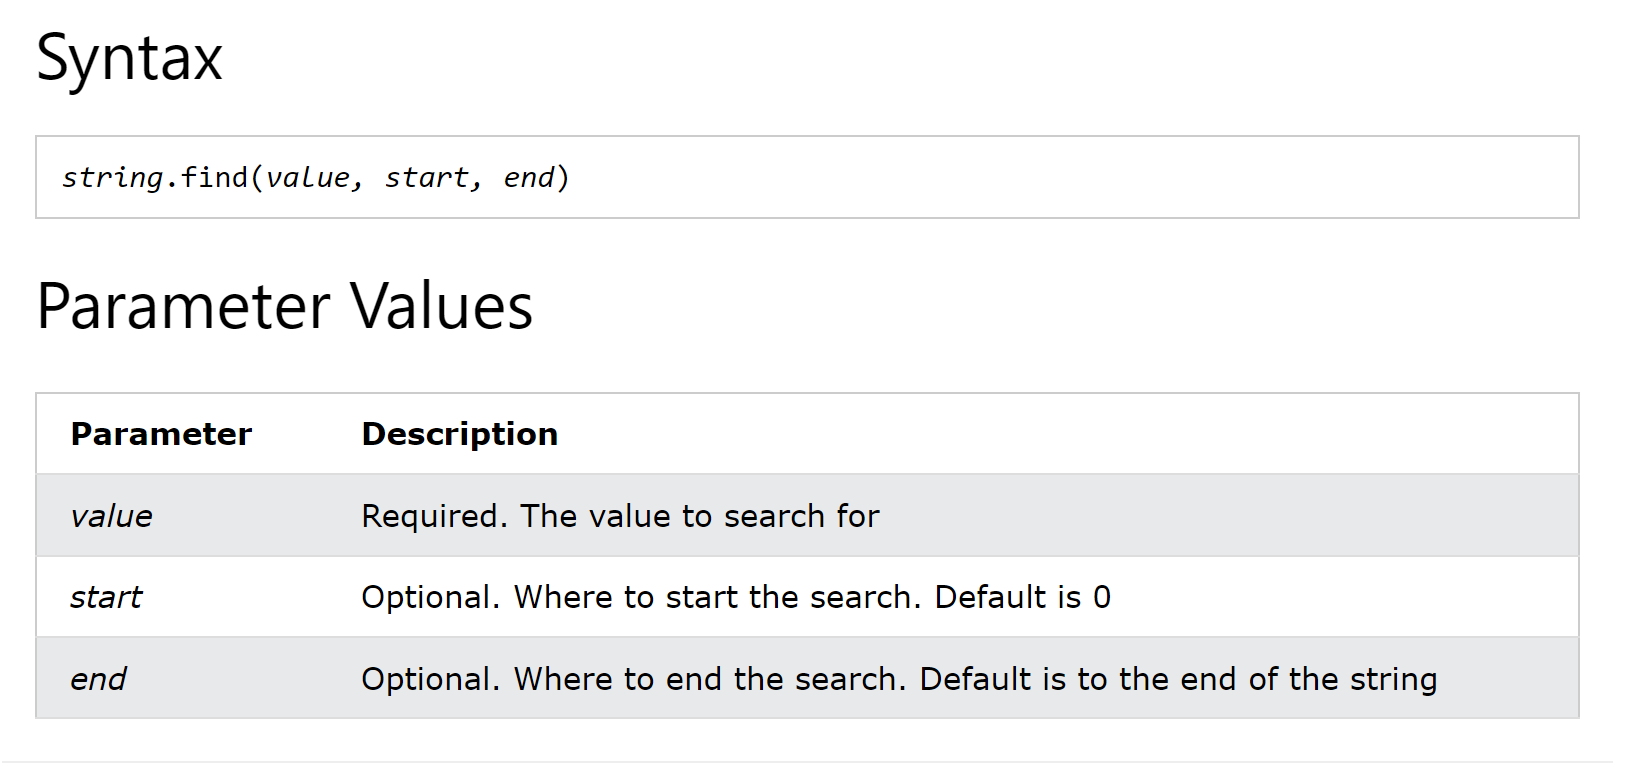 Syntax
string.find(value, start, end)
Parameter Values
Parameter Description
value Required. The value to search for
start Optional. Where to start the search. Default is 0
end Optional. Where to end the search. Default is to the end of the string